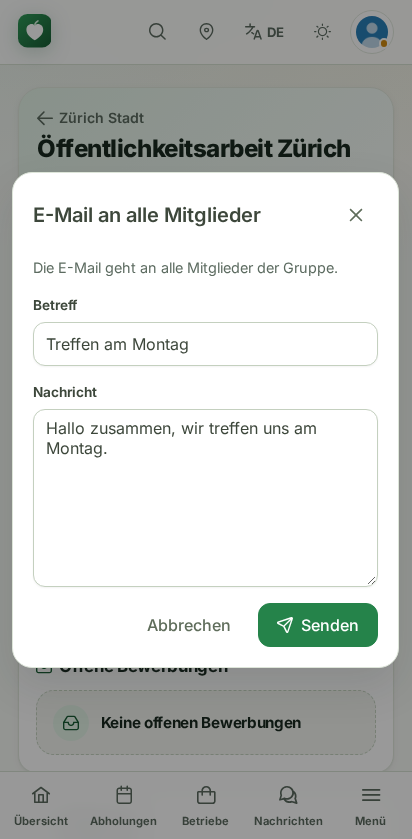 DE
Zürich Stadt
Öffentlichkeitsarbeit Zürich
E-Mail an alle Mitglieder
Die E-Mail geht an alle Mitglieder der Gruppe.
Betreff
Treffen am Montag
Nachricht
Hallo zusammen, wir treffen uns am
Montag.
Abbrechen
Senden
Offene Bewerbungen
Keine offenen Bewerbungen
Übersicht
Abholungen
Betriebe
Nachrichten
Menü